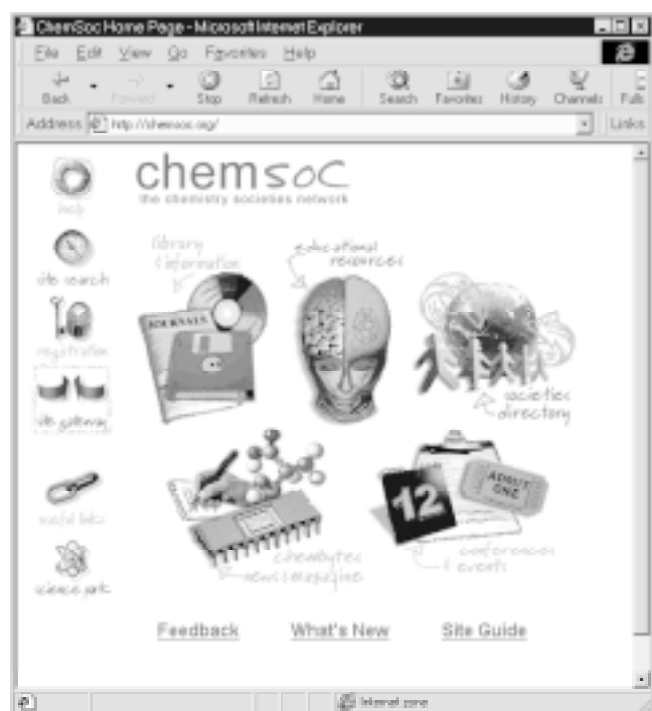 ChemSoc Home Page - Microsoft Internet Explorer
File Edit View Go Favorites Help
Back Forward Stop Refresh Home Search Favorites History Channels Fulls
Address http://chemsoc.org/ Links
chemsoc
the chemistry societies network
help
site search
registration
site gateway
useful links
science park
library
& information
JOURNALS
educational
resources
societies
directory
chembytes
news & magazine
12
ADMIT
ONE
conferences
& events
Feedback What's New Site Guide
Internet zone